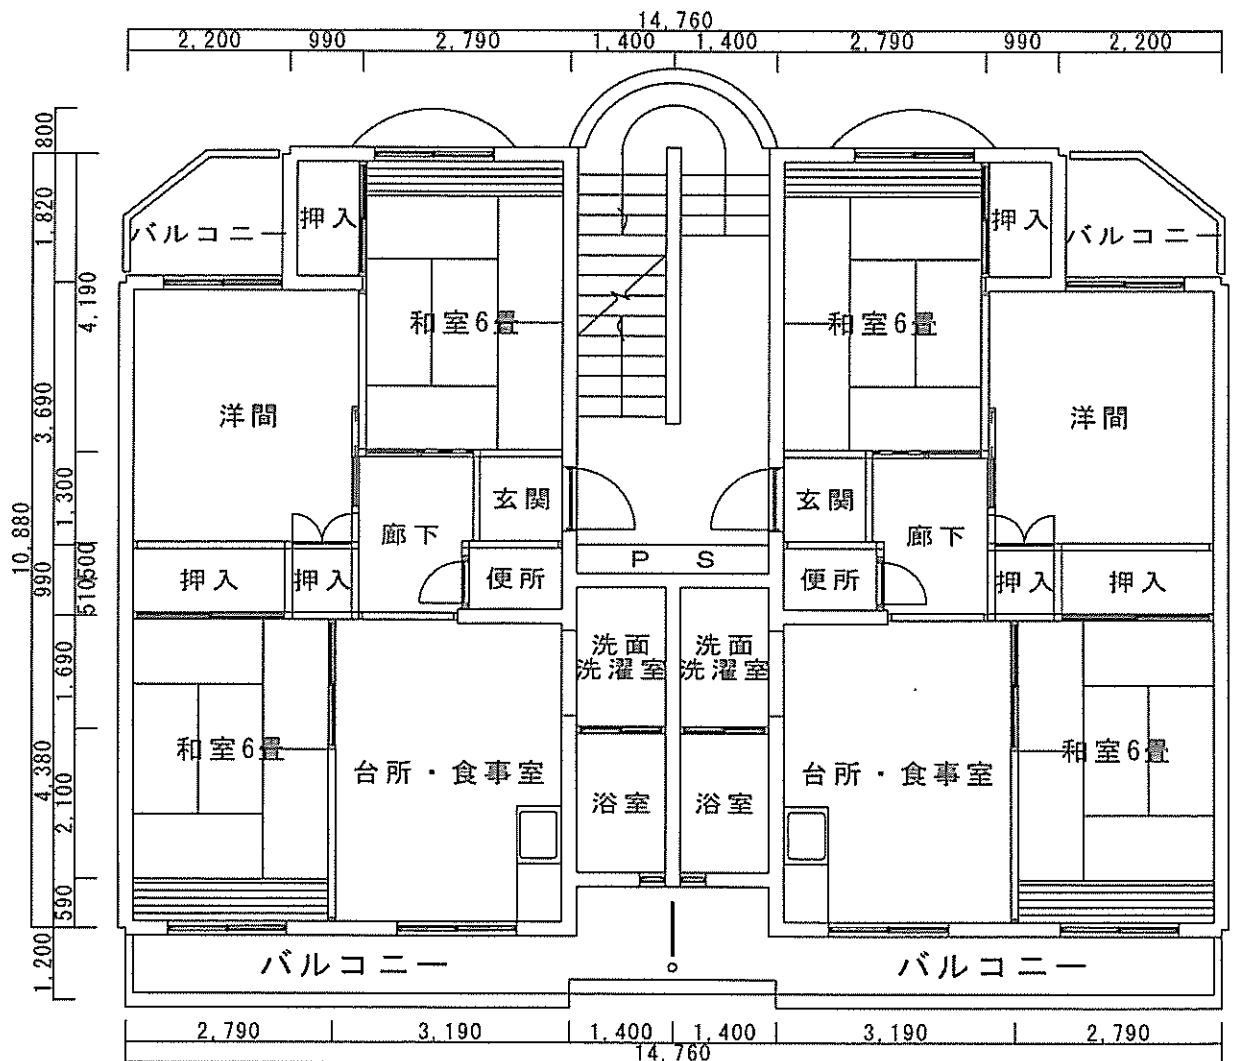 14,760
2,200 990 2,790 1,400 1,400 2,790 990 2,200
800
1,820
4,190
3,690
1,300
10,880
990
500
510
1,690
4,380
2,100
590
1,200
バルコニー 押入 押入 バルコニー
和室6畳 和室6畳
洋間 洋間
玄関 玄関
廊下 廊下
P S
押入 押入 便所 便所 押入 押入
洗面 洗面
洗濯室 洗濯室
和室6畳 和室6畳
台所・食事室 台所・食事室
浴室 浴室
バルコニー バルコニー
2,790 3,190 1,400 1,400 3,190 2,790
14,760